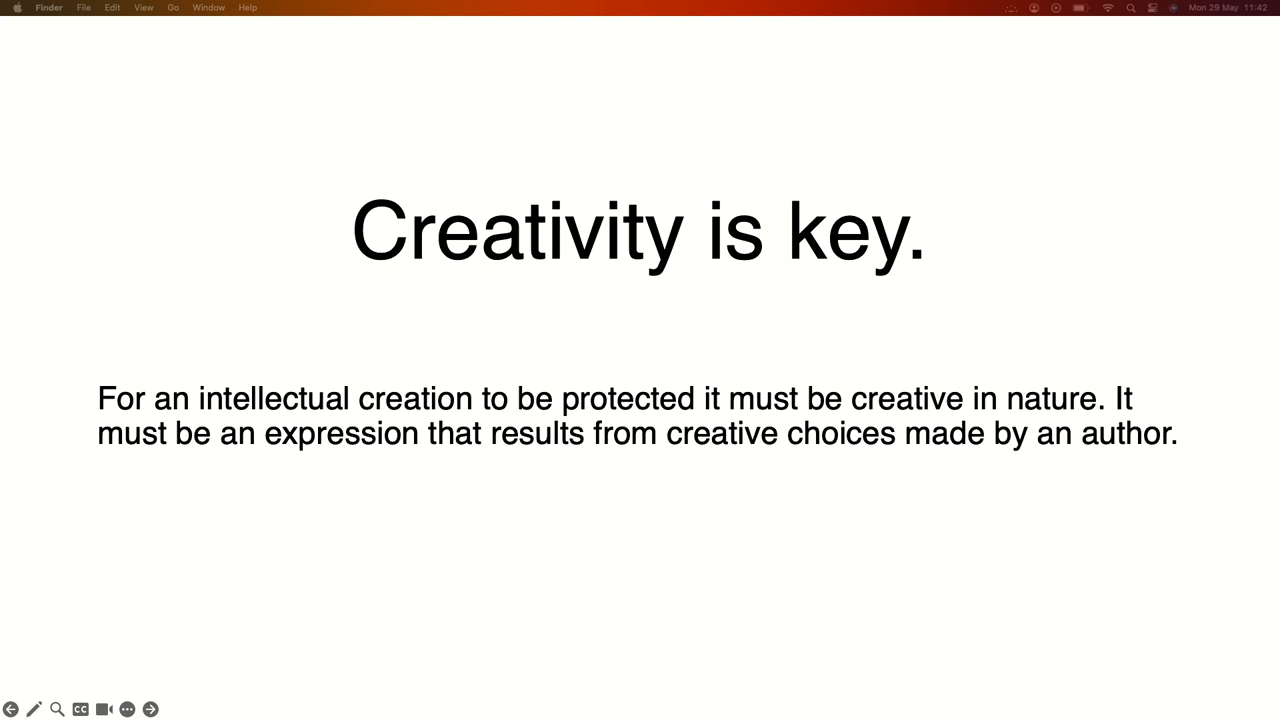 Finder File Edit View Go Window Help Mon 29 May 11:42
Creativity is key.
For an intellectual creation to be protected it must be creative in nature. It
must be an expression that results from creative choices made by an author.
CC